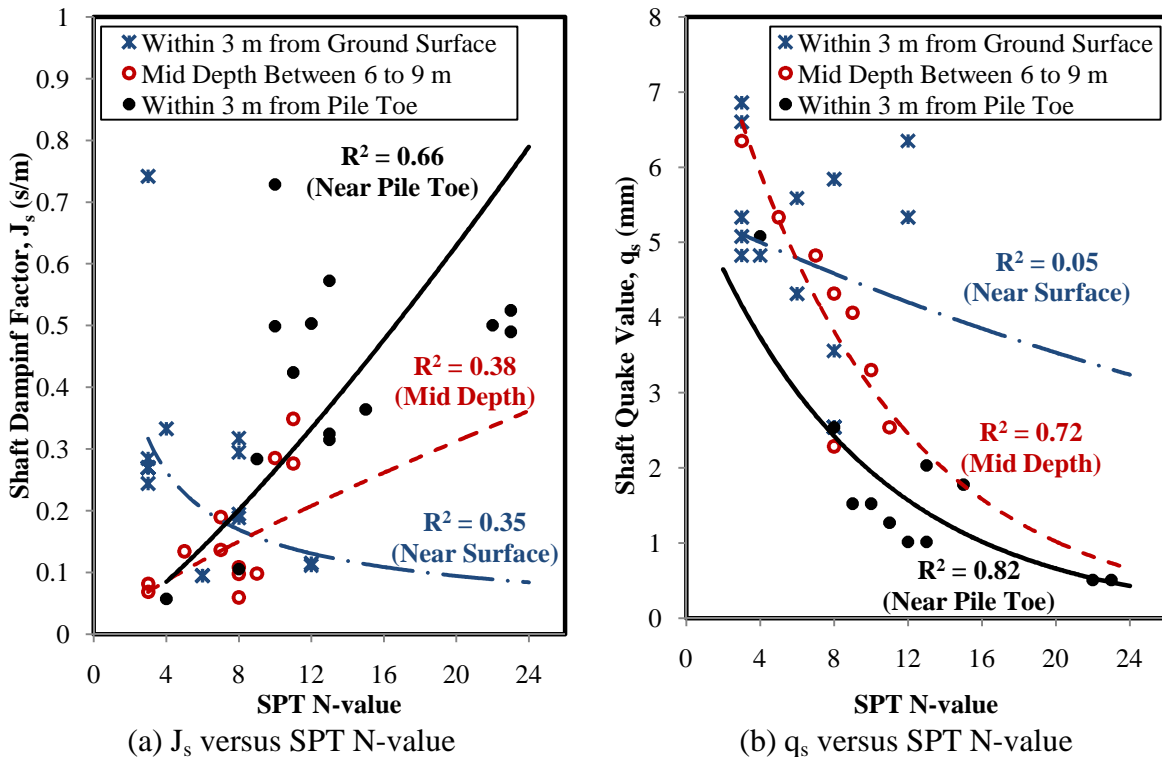 Shaft Dampinf Factor, Js (s/m)
1
0.9
0.8
0.7
0.6
0.5
0.4
0.3
0.2
0.1
0
Within 3 m from Ground Surface
Mid Depth Between 6 to 9 m
Within 3 m from Pile Toe
R² = 0.66
(Near Pile Toe)
R² = 0.38
(Mid Depth)
R² = 0.35
(Near Surface)
0 4 8 12 16 20 24
SPT N-value
(a) Js versus SPT N-value
Shaft Quake Value, qs (mm)
8
7
6
5
4
3
2
1
0
Within 3 m from Ground Surface
Mid Depth Between 6 to 9 m
Within 3 m from Pile Toe
R² = 0.05
(Near Surface)
R² = 0.72
(Mid Depth)
R² = 0.82
(Near Pile Toe)
0 4 8 12 16 20 24
SPT N-value
(b) qs versus SPT N-value